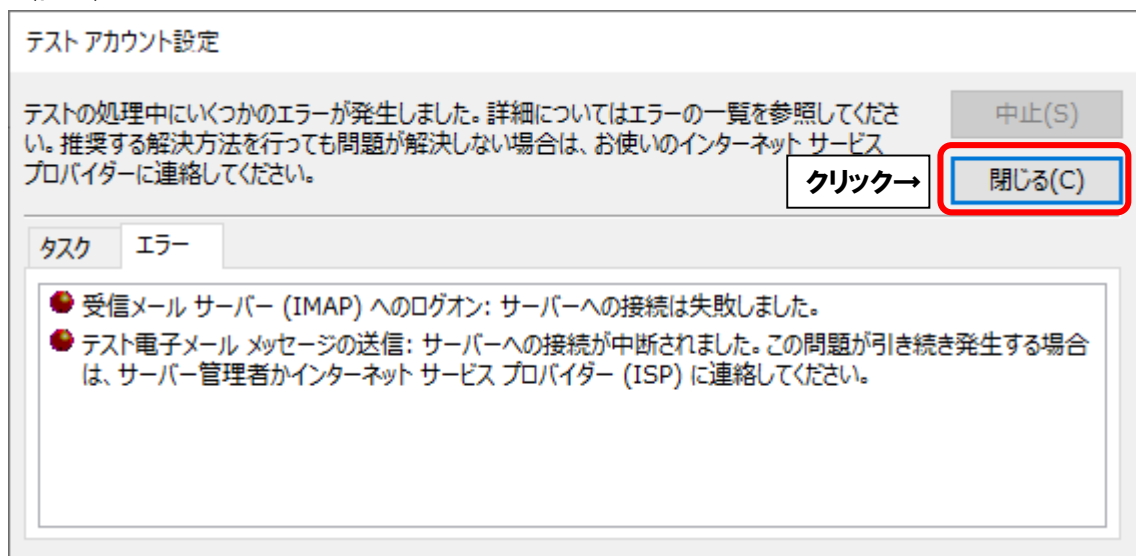 テスト アカウント設定
テストの処理中にいくつかのエラーが発生しました。詳細についてはエラーの一覧を参照してくださ
い。推奨する解決方法を行っても問題が解決しない場合は、お使いのインターネット サービス
プロバイダーに連絡してください。
中止(S)
クリック→
閉じる(C)
タスク
エラー
受信メール サーバー (IMAP) へのログオン: サーバーへの接続は失敗しました。
テスト電子メール メッセージの送信: サーバーへの接続が中断されました。この問題が引き続き発生する場合
は、サーバー管理者かインターネット サービス プロバイダー (ISP) に連絡してください。